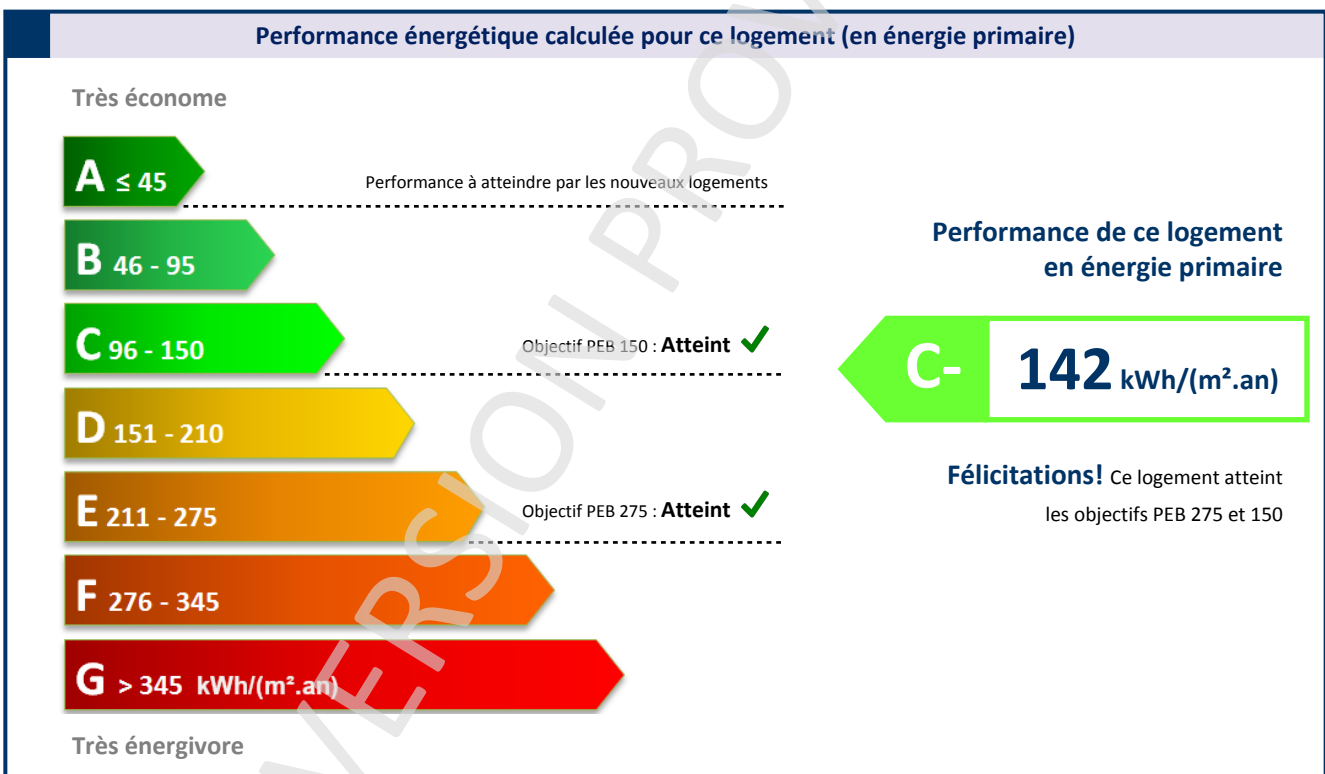 Performance énergétique calculée pour ce logement (en énergie primaire)
Très économe
A ≤ 45
Performance à atteindre par les nouveaux logements
B 46 - 95
C 96 - 150
Objectif PEB 150 : Atteint
D 151 - 210
E 211 - 275
Objectif PEB 275 : Atteint
F 276 - 345
G > 345 kWh/(m².an)
Très énergivore
Performance de ce logement
en énergie primaire
C- 142 kWh/(m².an)
Félicitations! Ce logement atteint
les objectifs PEB 275 et 150
VERSION PROV